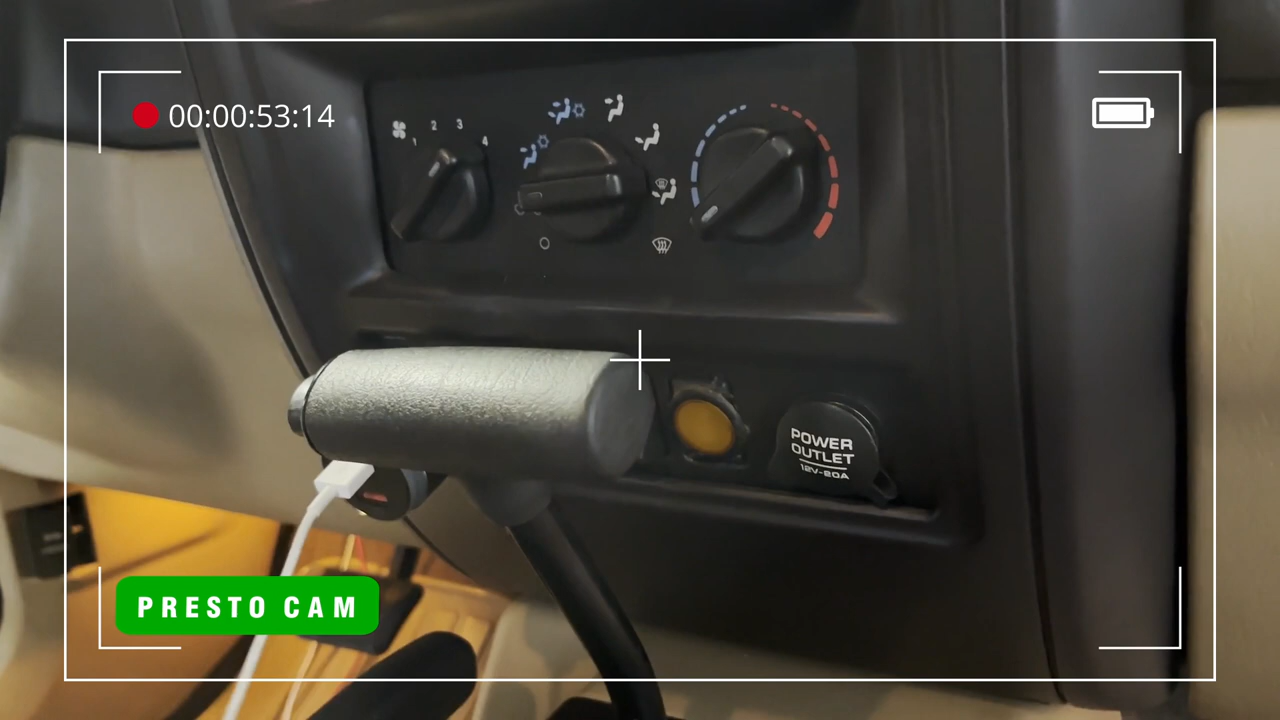 00:00:53:14
1 2 3 4
POWER
OUTLET
12V-20A
PRESTO CAM